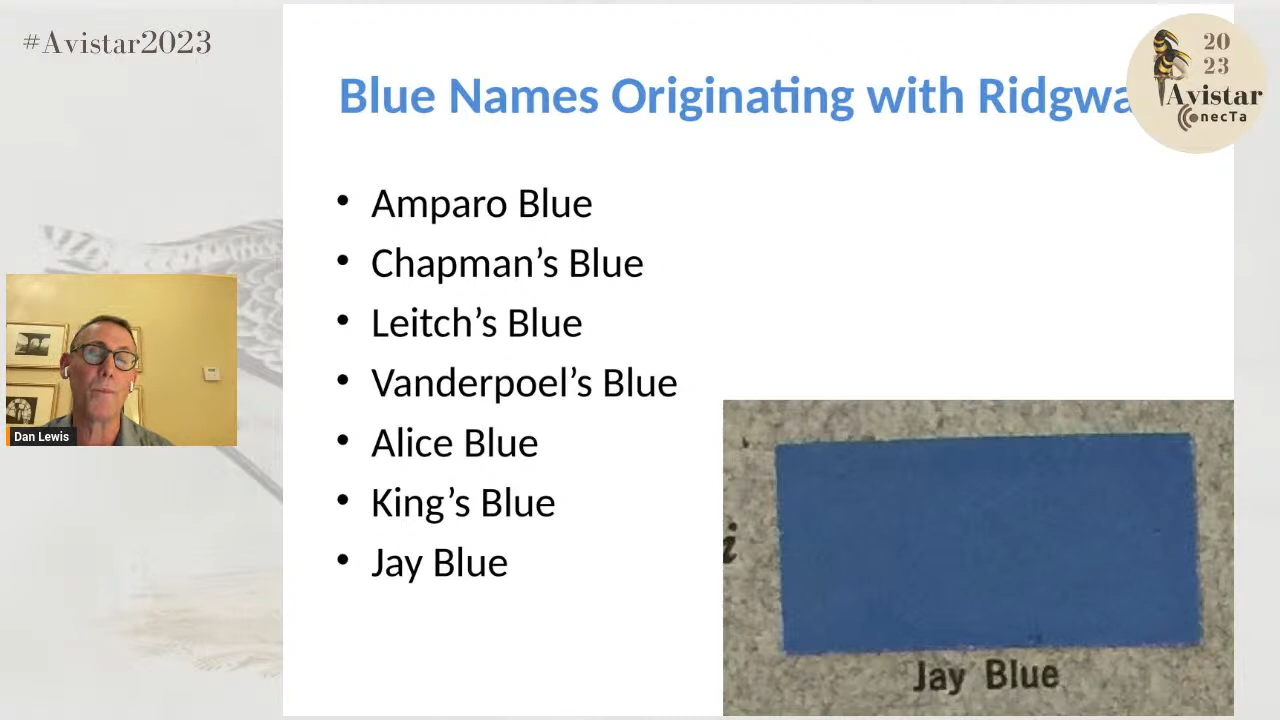 #Avistar2023
Blue Names Originating with Ridgwa
20
23
Avistar
ConecTa
• Amparo Blue
• Chapman’s Blue
• Leitch’s Blue
• Vanderpoel’s Blue
• Alice Blue
• King’s Blue
• Jay Blue
Dan Lewis
i
Jay Blue